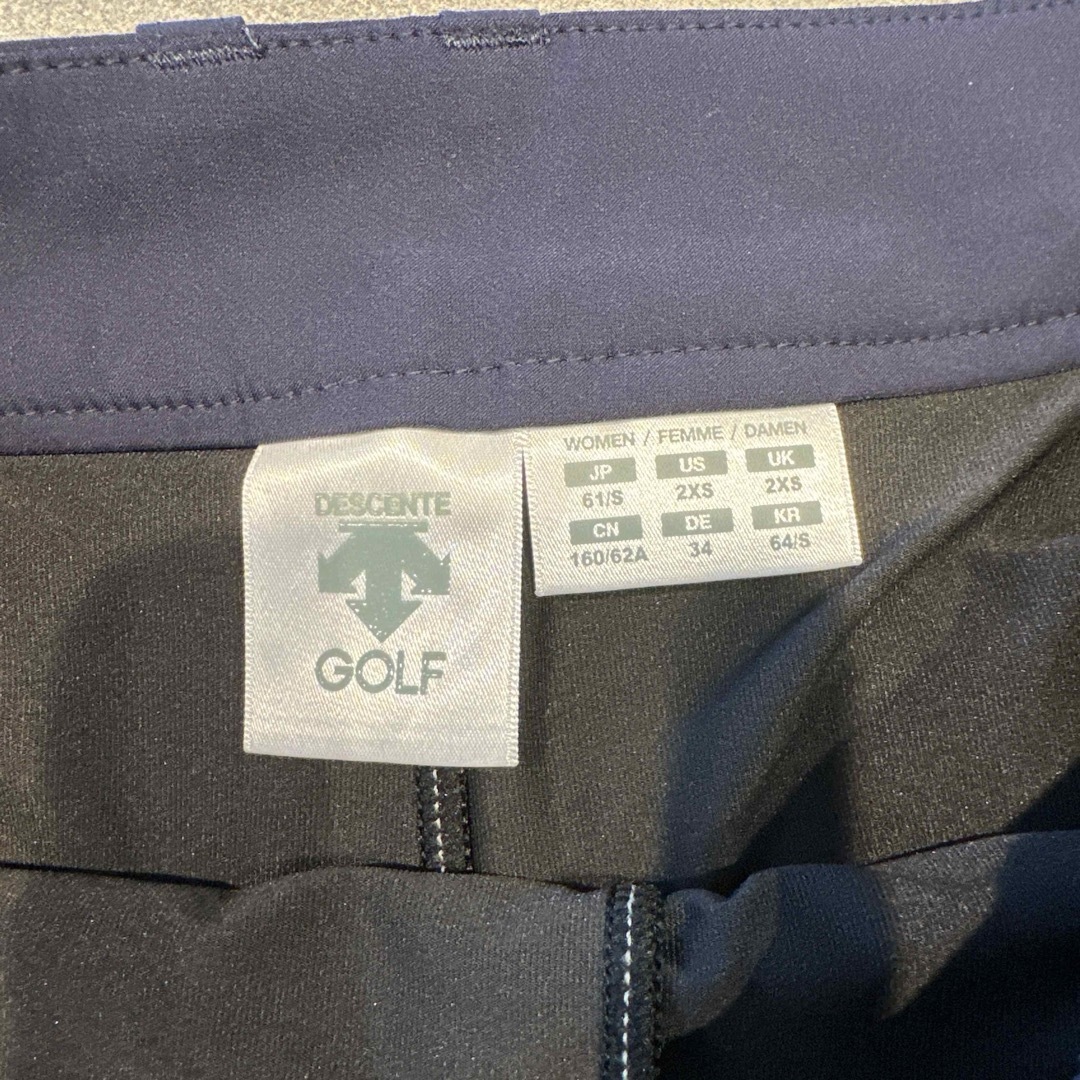 DESCENTE
GOLF
WOMEN / FEMME / DAMEN
JP US UK
61/S 2XS 2XS
CN DE KR
160/62A 34 64/S